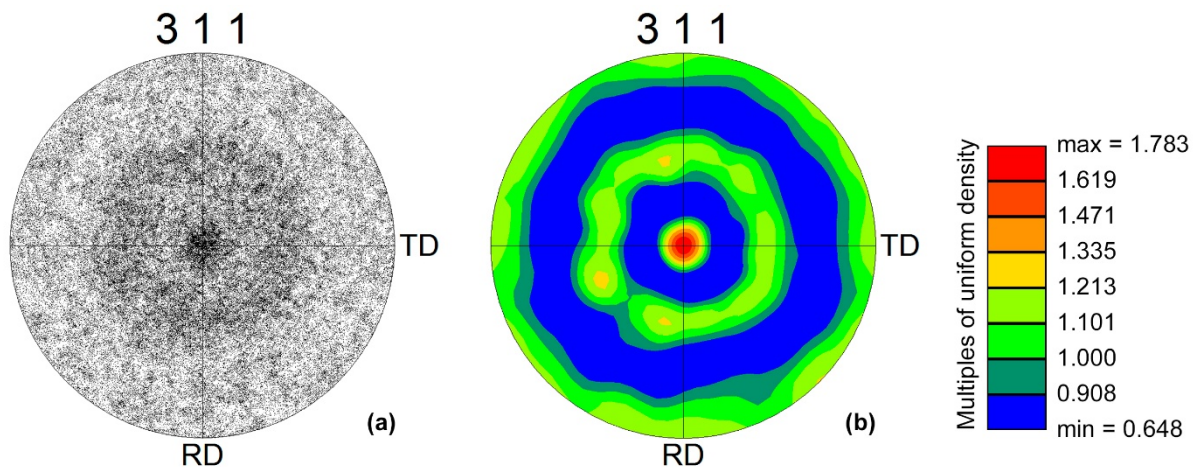 3 1 1
TD
RD
(a)
3 1 1
TD
RD
(b)
Multiples of uniform density
max = 1.783
1.619
1.471
1.335
1.213
1.101
1.000
0.908
min = 0.648